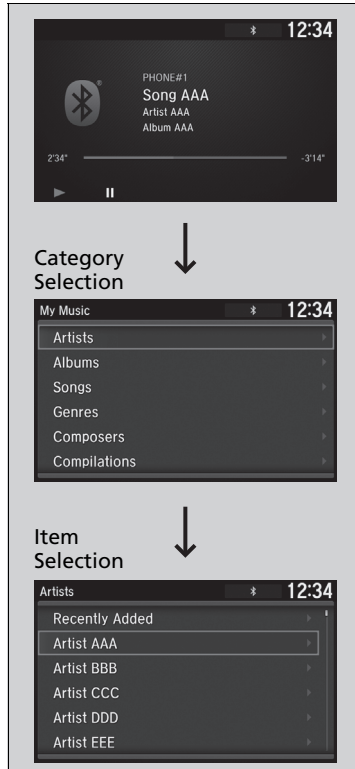 12:34
PHONE#1
Song AAA
Artist AAA
Album AAA
2'34" -3'14"
Category
Selection
My Music 12:34
Artists
Albums
Songs
Genres
Composers
Compilations
Item
Selection
Artists 12:34
Recently Added
Artist AAA
Artist BBB
Artist CCC
Artist DDD
Artist EEE